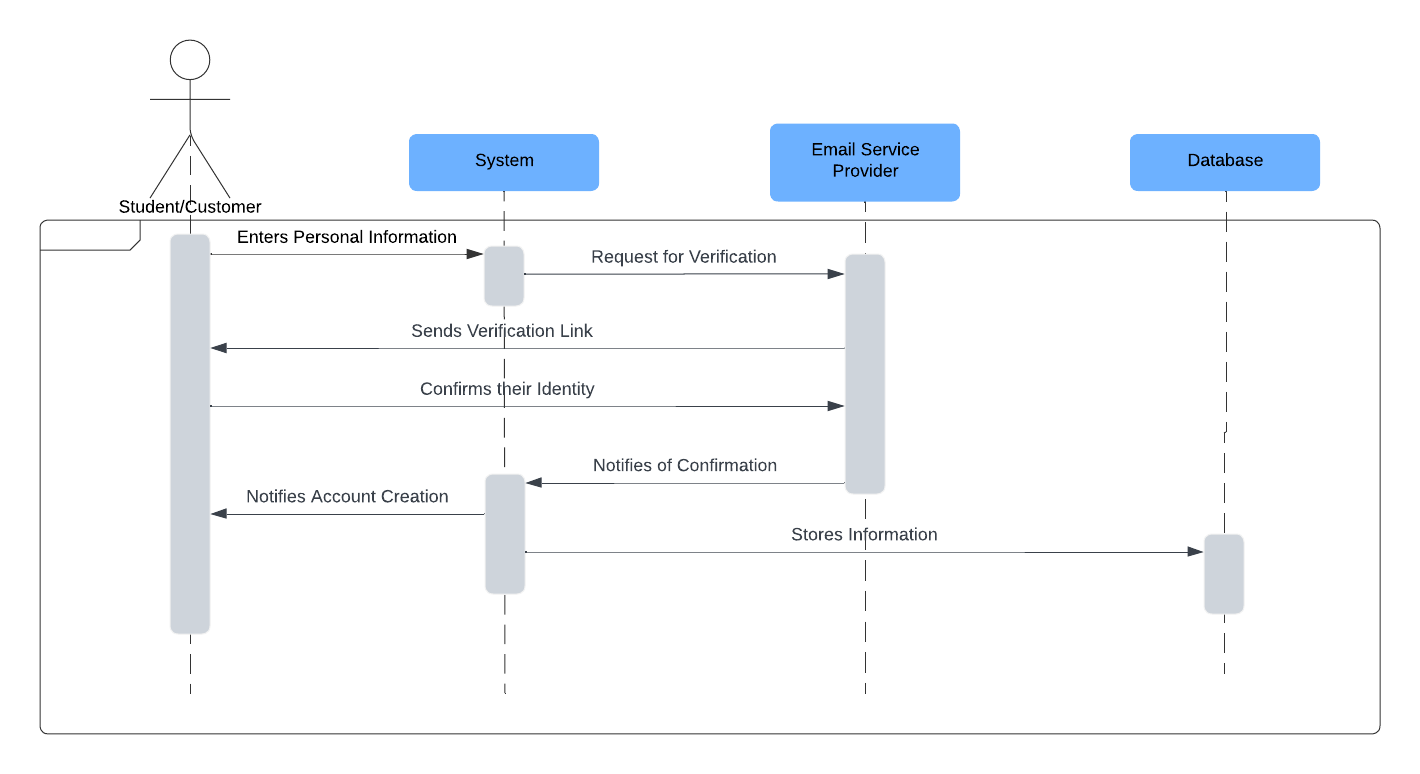 System
Email Service
Provider
Database
Student/Customer
Enters Personal Information
Request for Verification
Sends Verification Link
Confirms their Identity
Notifies of Confirmation
Notifies Account Creation
Stores Information